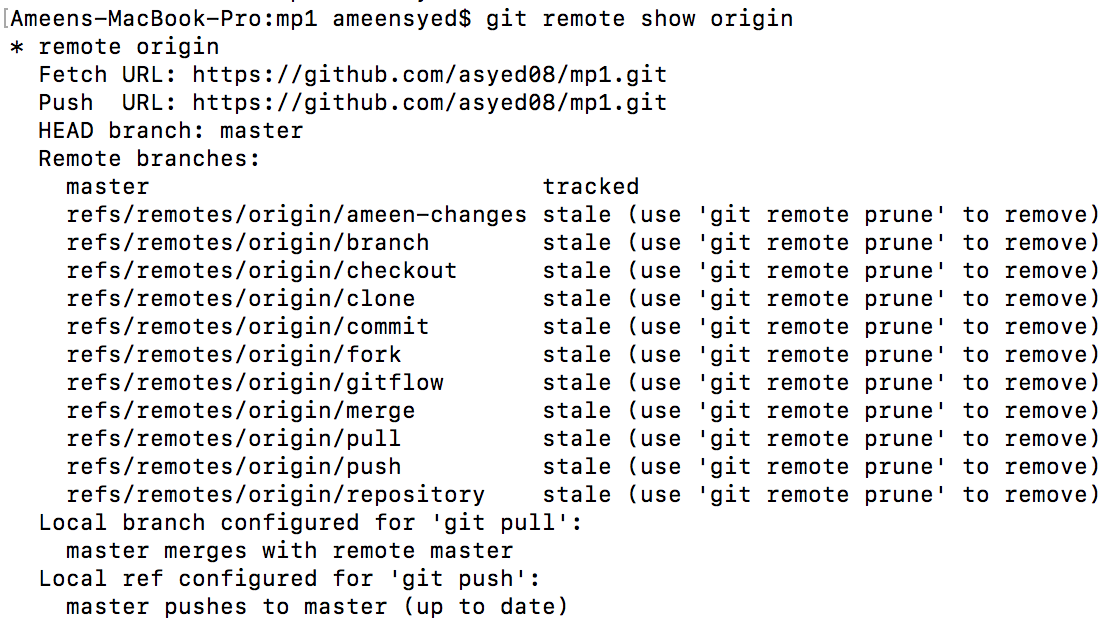 [Ameens-MacBook-Pro:mp1 ameensyed$ git remote show origin
* remote origin
  Fetch URL: https://github.com/asyed08/mp1.git
  Push  URL: https://github.com/asyed08/mp1.git
  HEAD branch: master
  Remote branches:
    master                            tracked
    refs/remotes/origin/ameen-changes stale (use 'git remote prune' to remove)
    refs/remotes/origin/branch        stale (use 'git remote prune' to remove)
    refs/remotes/origin/checkout      stale (use 'git remote prune' to remove)
    refs/remotes/origin/clone         stale (use 'git remote prune' to remove)
    refs/remotes/origin/commit        stale (use 'git remote prune' to remove)
    refs/remotes/origin/fork          stale (use 'git remote prune' to remove)
    refs/remotes/origin/gitflow       stale (use 'git remote prune' to remove)
    refs/remotes/origin/merge         stale (use 'git remote prune' to remove)
    refs/remotes/origin/pull          stale (use 'git remote prune' to remove)
    refs/remotes/origin/push          stale (use 'git remote prune' to remove)
    refs/remotes/origin/repository    stale (use 'git remote prune' to remove)
  Local branch configured for 'git pull':
    master merges with remote master
  Local ref configured for 'git push':
    master pushes to master (up to date)